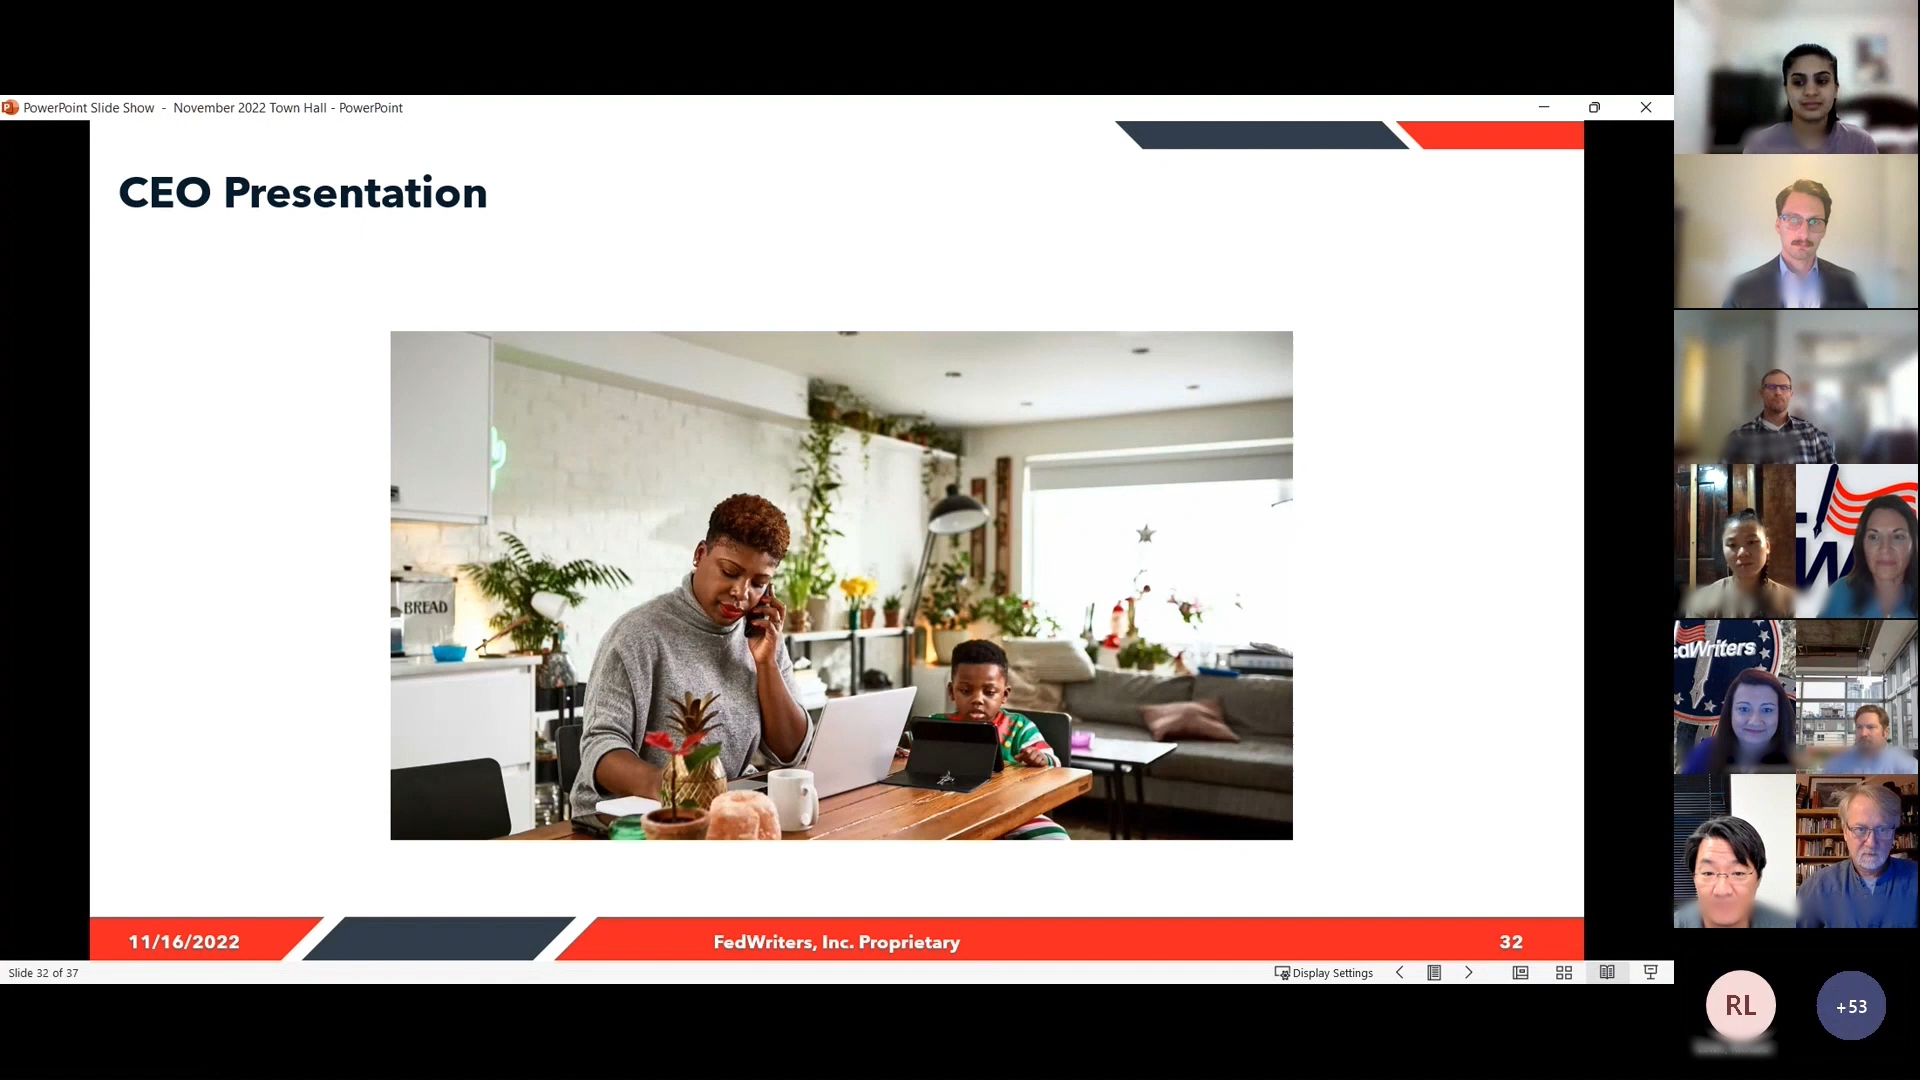 PowerPoint Slide Show - November 2022 Town Hall - PowerPoint
CEO Presentation
BREAD
11/16/2022
FedWriters, Inc. Proprietary
32
Slide 32 of 37
Display Settings
edWriters
W
RL
+53